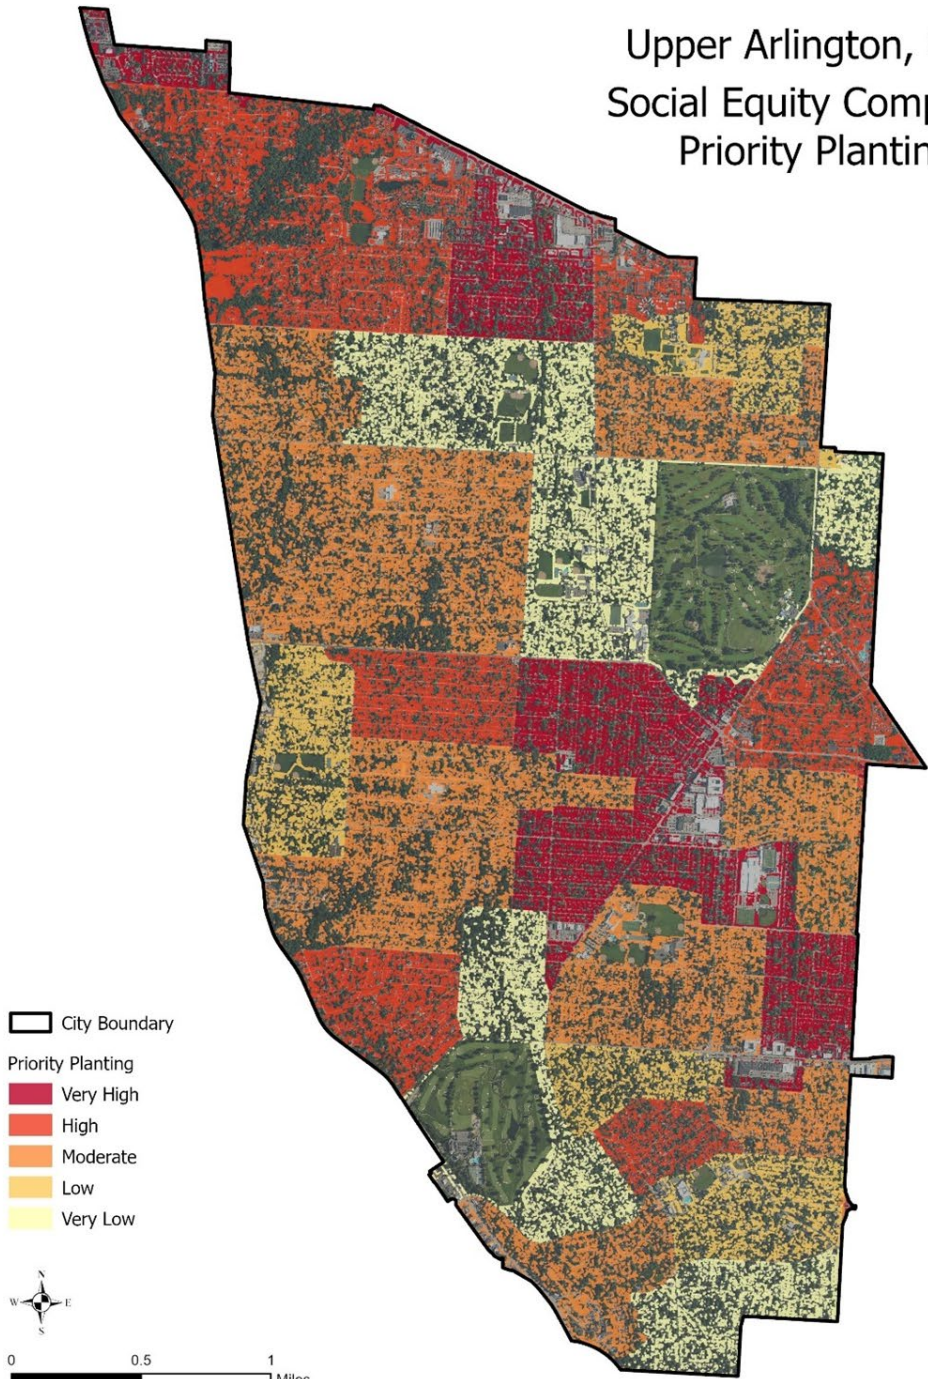 Upper Arlington,
Social Equity Comp
Priority Plantin
City Boundary
Priority Planting
Very High
High
Moderate
Low
Very Low
N
W E
S
0 0.5 1
Miles